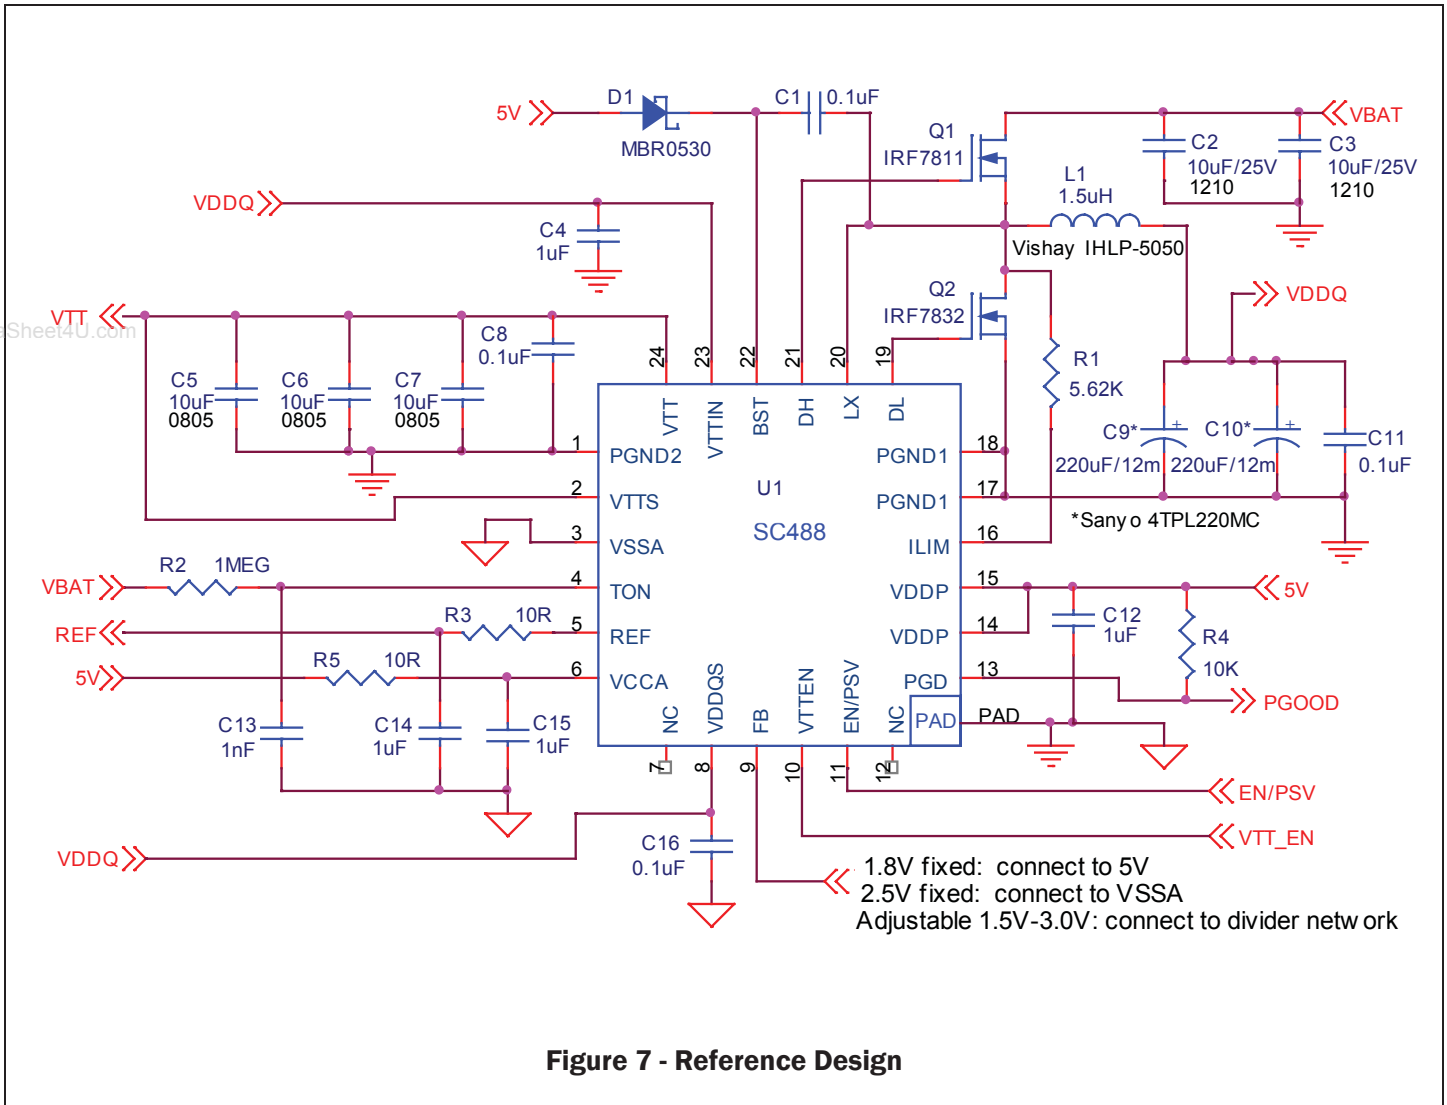 5V
D1
MBR0530
C1
0.1uF
Q1
IRF7811
VBAT
C2
10uF/25V
1210
C3
10uF/25V
1210
VDDQ
C4
1uF
L1
1.5uH
Vishay IHLP-5050
VTT
eSheet4U.com
C5
10uF
0805
C6
10uF
0805
C7
10uF
0805
C8
0.1uF
Q2
IRF7832
R1
5.62K
VDDQ
C9*
220uF/12m
C10*
220uF/12m
C11
0.1uF
*Sanyo 4TPL220MC
24
23
22
21
20
19
VTT
VTTIN
BST
DH
LX
DL
U1
SC488
1
PGND2
2
VTTS
3
VSSA
4
TON
5
REF
6
VCCA
18
PGND1
17
PGND1
16
ILIM
15
VDDP
14
VDDP
13
PGD
PAD
PAD
NC
VDDQS
FB
VTTEN
EN/PSV
NC
7
8
9
10
11
12
VBAT
R2
1MEG
REF
R3
10R
5V
R5
10R
C13
1nF
C14
1uF
C15
1uF
5V
C12
1uF
R4
10K
PGOOD
EN/PSV
VTT_EN
VDDQ
C16
0.1uF
1.8V fixed: connect to 5V
2.5V fixed: connect to VSSA
Adjustable 1.5V-3.0V: connect to divider network
Figure 7 - Reference Design